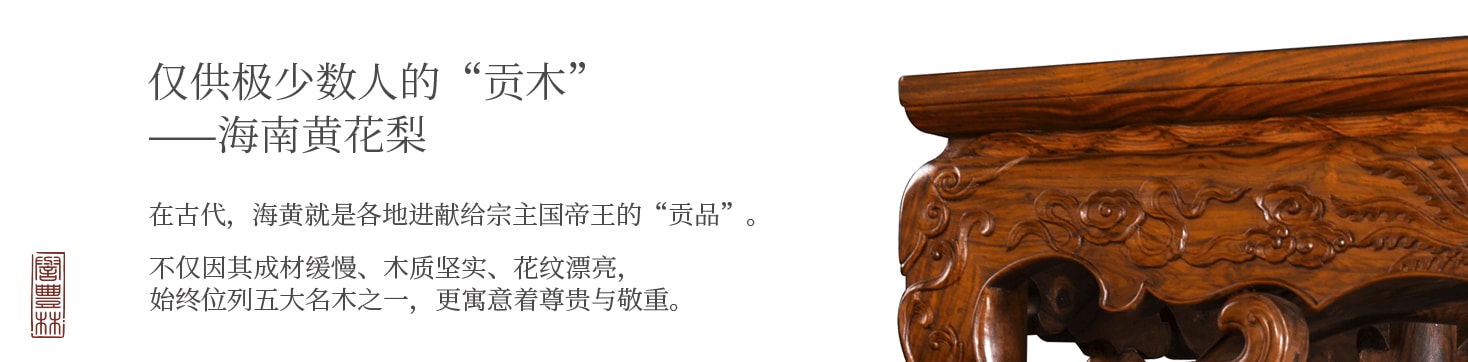 仅供极少数人的“贡木”
——海南黄花梨
在古代，海黄就是各地进献给宗主国帝王的“贡品”。
不仅因其成材缓慢、木质坚实、花纹漂亮，
始终位列五大名木之一，更寓意着尊贵与敬重。
誉豐林